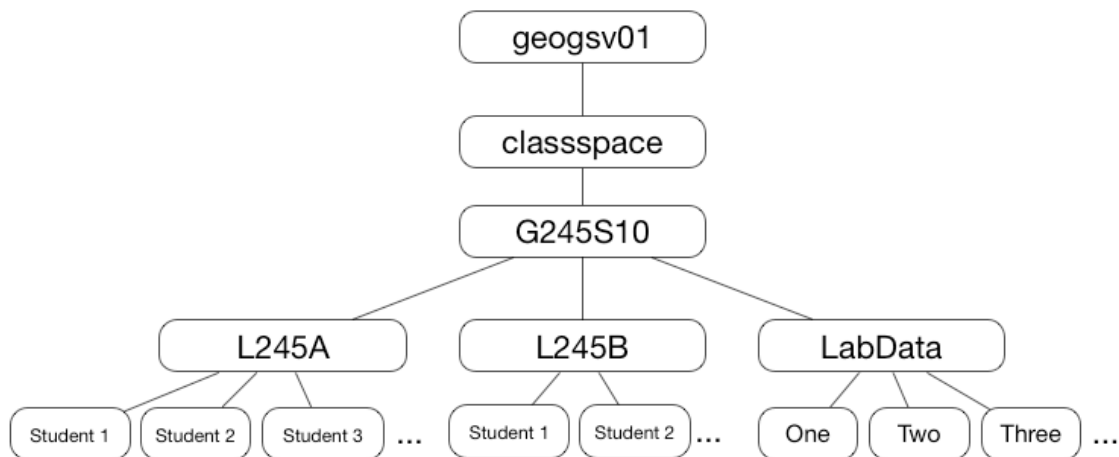 geogsv01
classspace
G245S10
L245A L245B LabData
Student 1 Student 2 Student 3 ... Student 1 Student 2 ... One Two Three ...